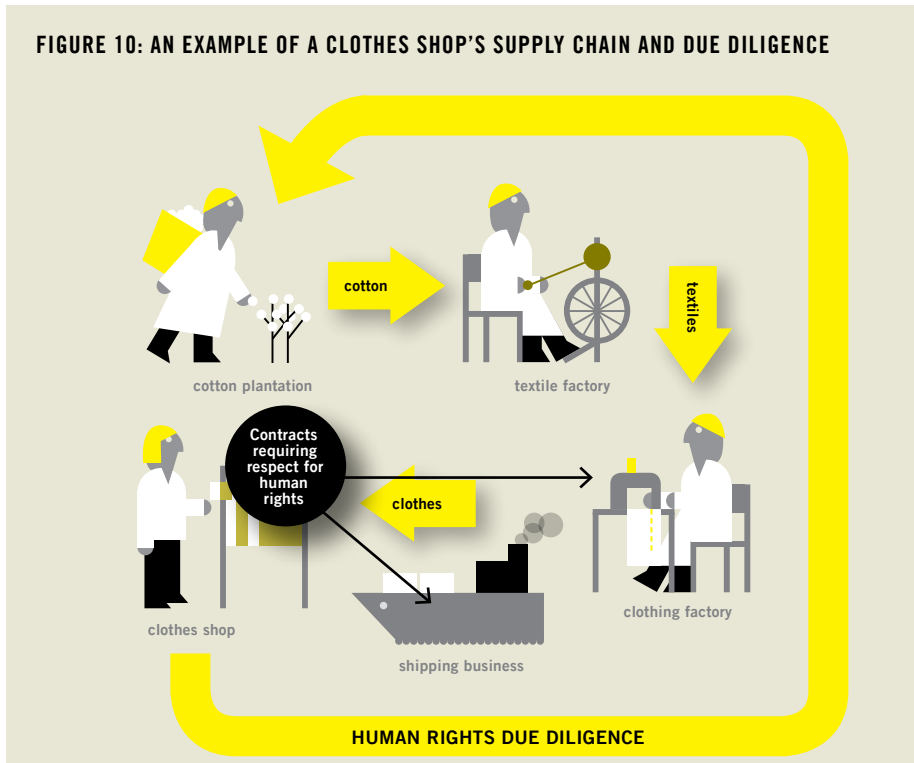 FIGURE 10: AN EXAMPLE OF A CLOTHES SHOP'S SUPPLY CHAIN AND DUE DILIGENCE
cotton
textiles
cotton plantation
textile factory
Contracts
requiring
respect for
human
rights
clothes
clothes shop
clothing factory
shipping business
HUMAN RIGHTS DUE DILIGENCE